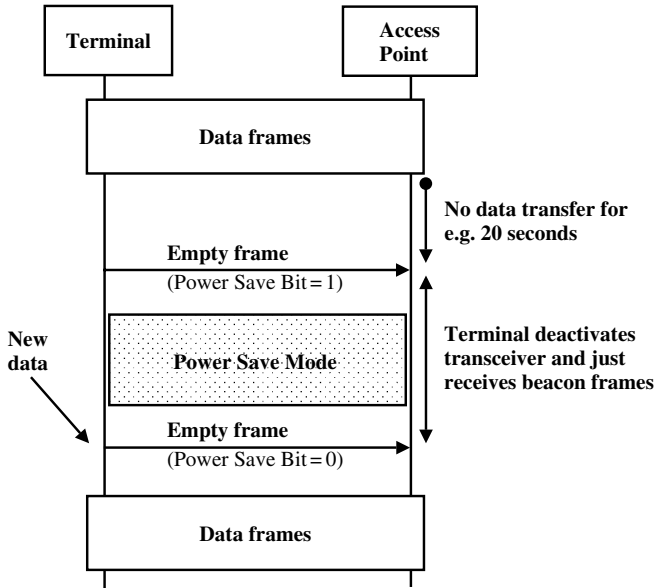 Terminal
Access
Point
Data frames
No data transfer for
e.g. 20 seconds
Empty frame
(Power Save Bit = 1)
New
data
Power Save Mode
Terminal deactivates
transceiver and just
receives beacon frames
Empty frame
(Power Save Bit = 0)
Data frames